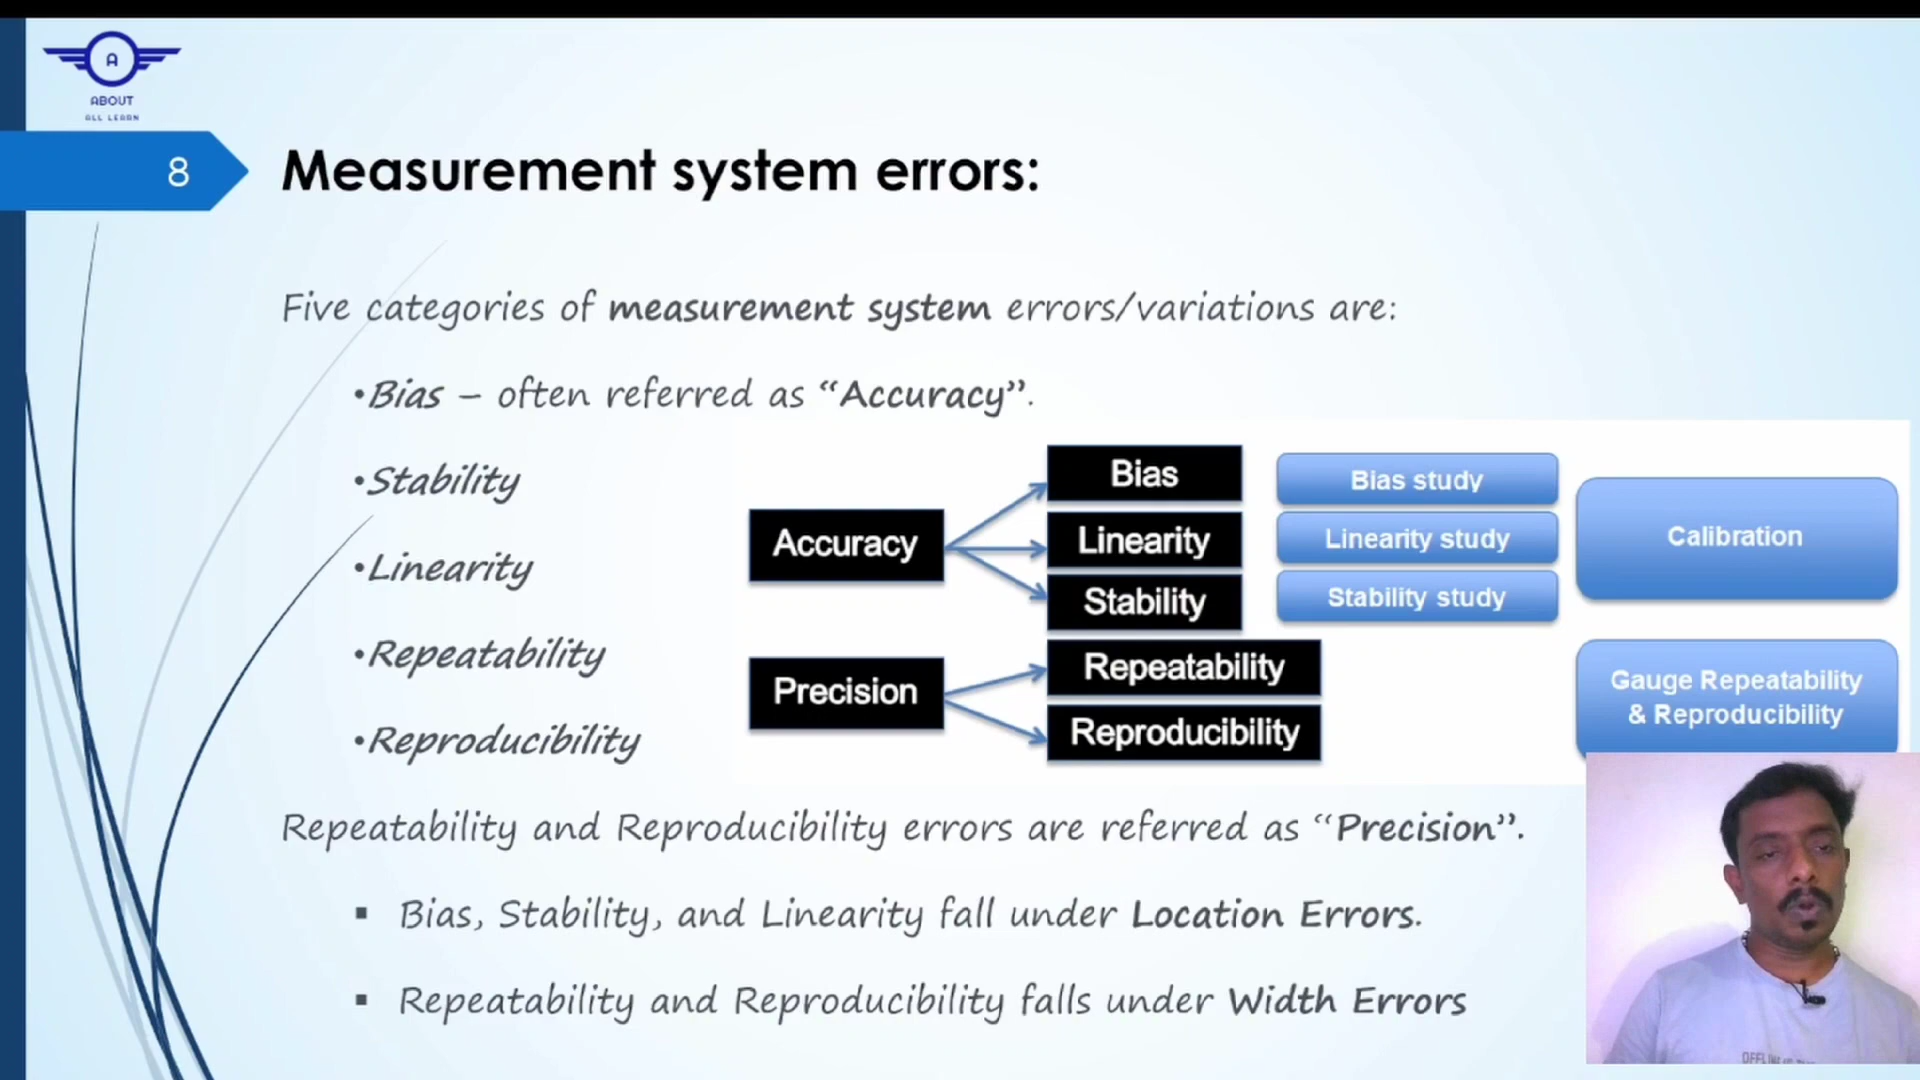 A
ABOUT
ALL LEARN
8
Measurement system errors:
Five categories of measurement system errors/variations are:
•Bias – often referred as “Accuracy”.
•Stability
•Linearity
•Repeatability
•Reproducibility
Accuracy
Bias
Linearity
Stability
Bias study
Linearity study
Stability study
Calibration
Precision
Repeatability
Reproducibility
Gauge Repeatability
& Reproducibility
Repeatability and Reproducibility errors are referred as “Precision”.
▪ Bias, Stability, and Linearity fall under Location Errors.
▪ Repeatability and Reproducibility falls under Width Errors